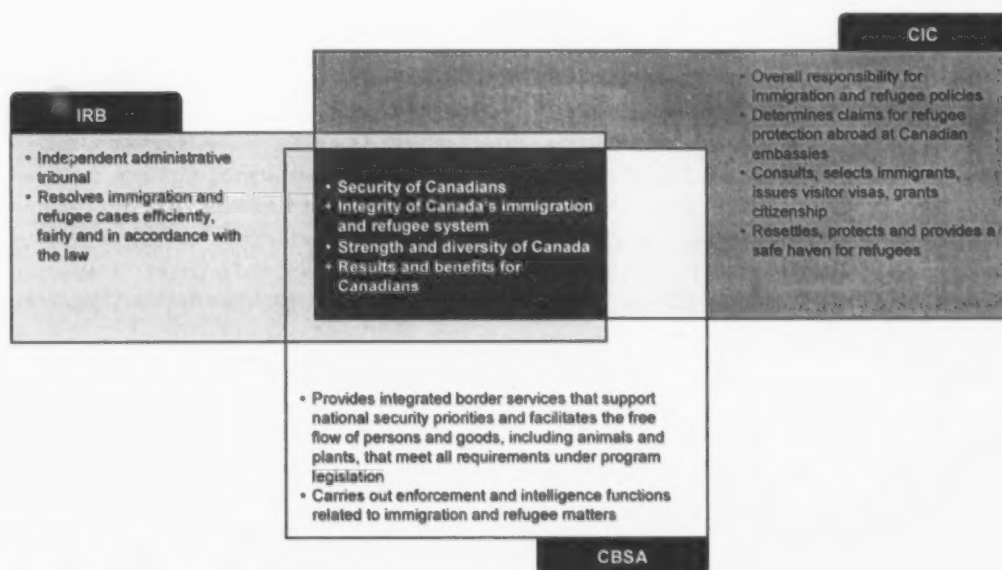 CIC
• Overall responsibility for
immigration and refugee policies
• Determines claims for refugee
protection abroad at Canadian
embassies
• Consults, selects immigrants,
issues visitor visas, grants
citizenship
• Resettles, protects and provides a
safe haven for refugees
IRB
• Independent administrative
tribunal
• Resolves immigration and
refugee cases efficiently,
fairly and in accordance with
the law
• Security of Canadians
• Integrity of Canada's immigration
and refugee system
• Strength and diversity of Canada
• Results and benefits for
Canadians
• Provides integrated border services that support
national security priorities and facilitates the free
flow of persons and goods, including animals and
plants, that meet all requirements under program
legislation
• Carries out enforcement and intelligence functions
related to immigration and refugee matters
CBSA